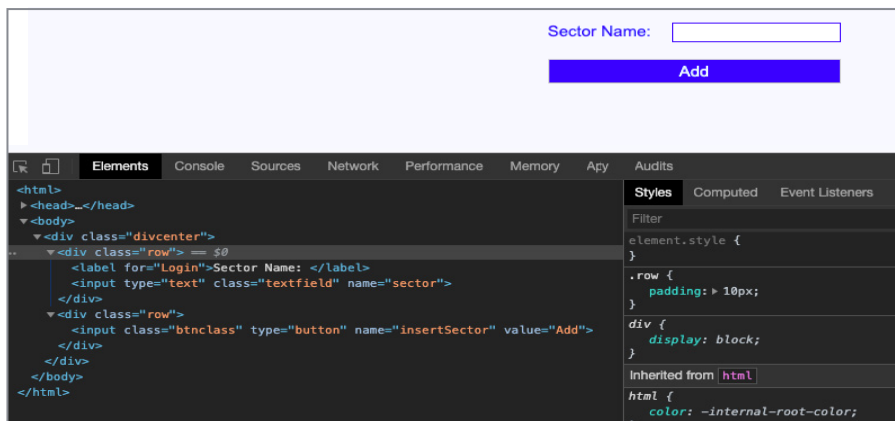 Sector Name:
Add
Elements Console Sources Network Performance Memory Apy Audits
<html>
▶<head>…</head>
▼<body>
▼<div class="divcenter">
… ▼<div class="row"> == $0
<label for="Login">Sector Name: </label>
<input type="text" class="textfield" name="sector">
</div>
▼<div class="row">
<input class="btnclass" type="button" name="insertSector" value="Add">
</div>
</div>
</body>
</html>
Styles Computed Event Listeners
Filter
element.style {
}
.row {
padding:▶ 10px;
}
div {
display: block;
}
Inherited from html
html {
color: -internal-root-color;